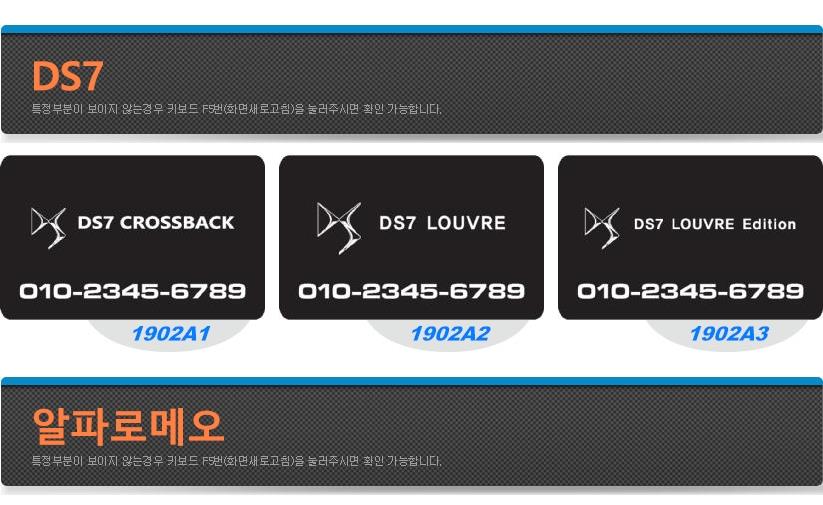 DS7
특정부분이 보이지 않는경우 키보드 F5번(화면새로고침)을 눌러주시면 확인 가능합니다.
DS7 CROSSBACK
010-2345-6789
1902A1
DS7 LOUVRE
010-2345-6789
1902A2
DS7 LOUVRE Edition
010-2345-6789
1902A3
알파로메오
특정부분이 보이지 않는경우 키보드 F5번(화면새로고침)을 눌러주시면 확인 가능합니다.